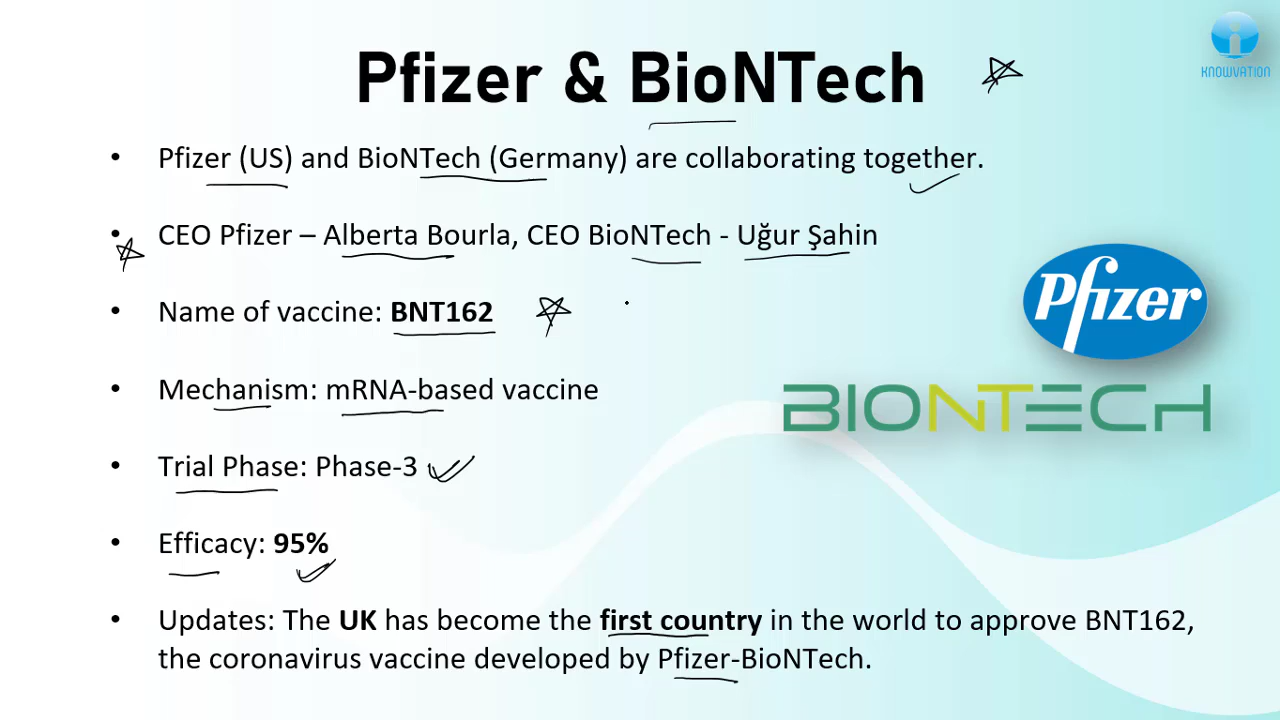 Pfizer & BioNTech
KNOWVATION
• Pfizer (US) and BioNTech (Germany) are collaborating together.
• CEO Pfizer – Alberta Bourla, CEO BioNTech - Uğur Şahin
• Name of vaccine: BNT162
Pfizer
• Mechanism: mRNA-based vaccine
BIONTECH
• Trial Phase: Phase-3
• Efficacy: 95%
• Updates: The UK has become the first country in the world to approve BNT162,
the coronavirus vaccine developed by Pfizer-BioNTech.